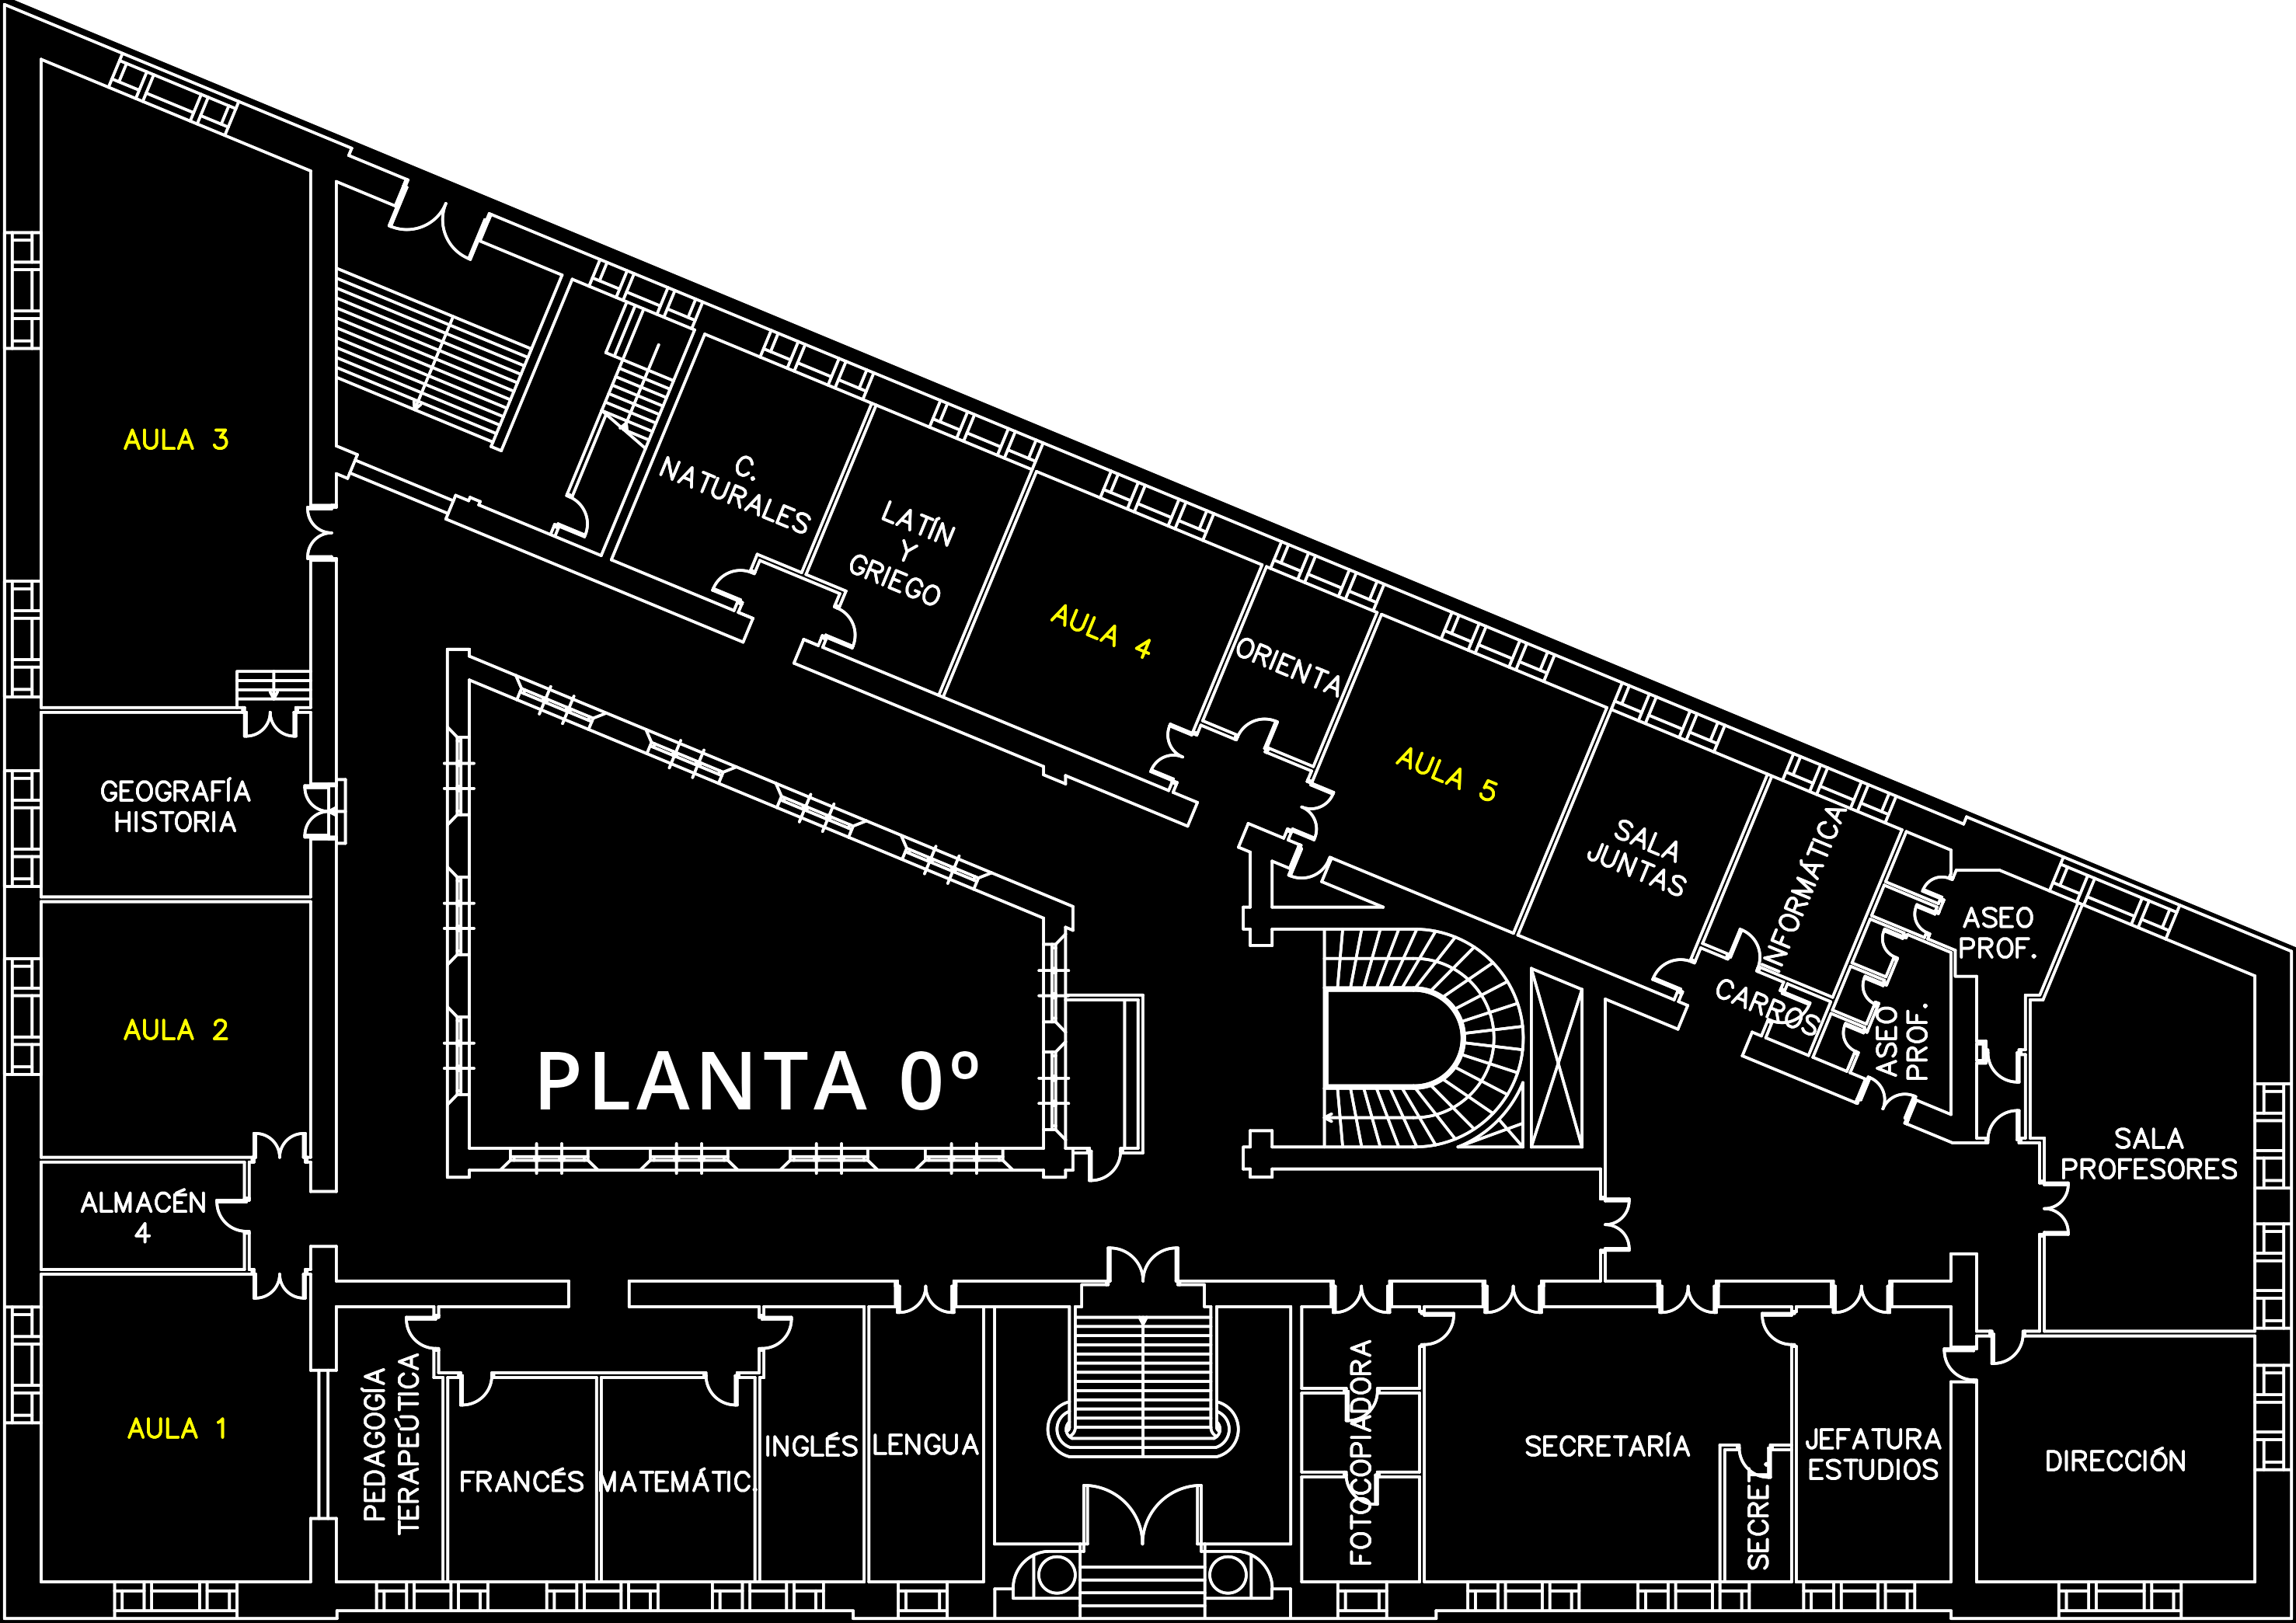 AULA 3
C.
NATURALES
LATÍN
Y
GRIEGO
AULA 4
ORIENTA
AULA 5
SALA
JUNTAS
INFORMÁTICA
CARROS
ASEO
PROF.
ASEO
PROF.
SALA
PROFESORES
GEOGRAFÍA
HISTORIA
AULA 2
PLANTA 0º
ALMACÉN
4
AULA 1
PEDAGOGÍA
TERAPEÚTICA
FRANCÉS
MATEMÁTIC.
INGLÉS
LENGUA
FOTOCOPIADORA
SECRETARÍA
SECRET.
JEFATURA
ESTUDIOS
DIRECCIÓN